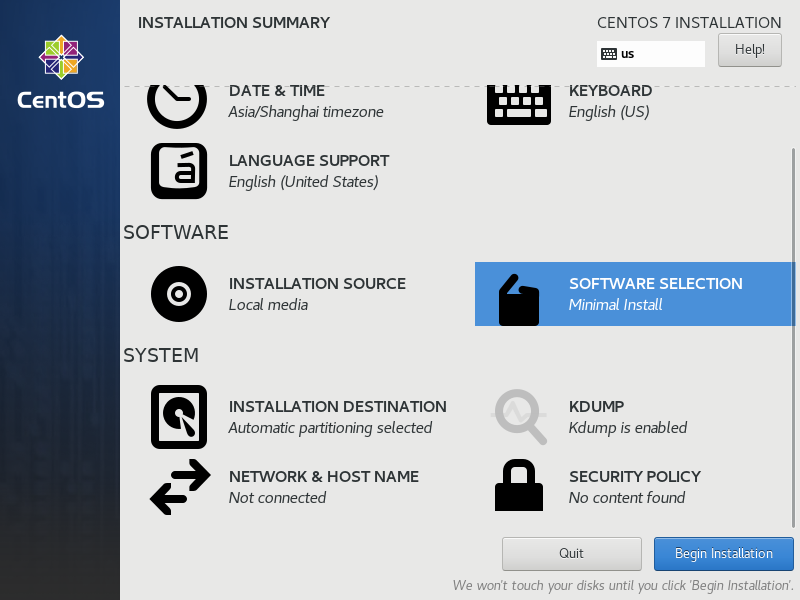 CentOS
INSTALLATION SUMMARY
CENTOS 7 INSTALLATION
us
Help!
DATE & TIME
Asia/Shanghai timezone
KEYBOARD
English (US)
LANGUAGE SUPPORT
English (United States)
SOFTWARE
INSTALLATION SOURCE
Local media
SOFTWARE SELECTION
Minimal Install
SYSTEM
INSTALLATION DESTINATION
Automatic partitioning selected
KDUMP
Kdump is enabled
NETWORK & HOST NAME
Not connected
SECURITY POLICY
No content found
Quit
Begin Installation
We won't touch your disks until you click 'Begin Installation'.